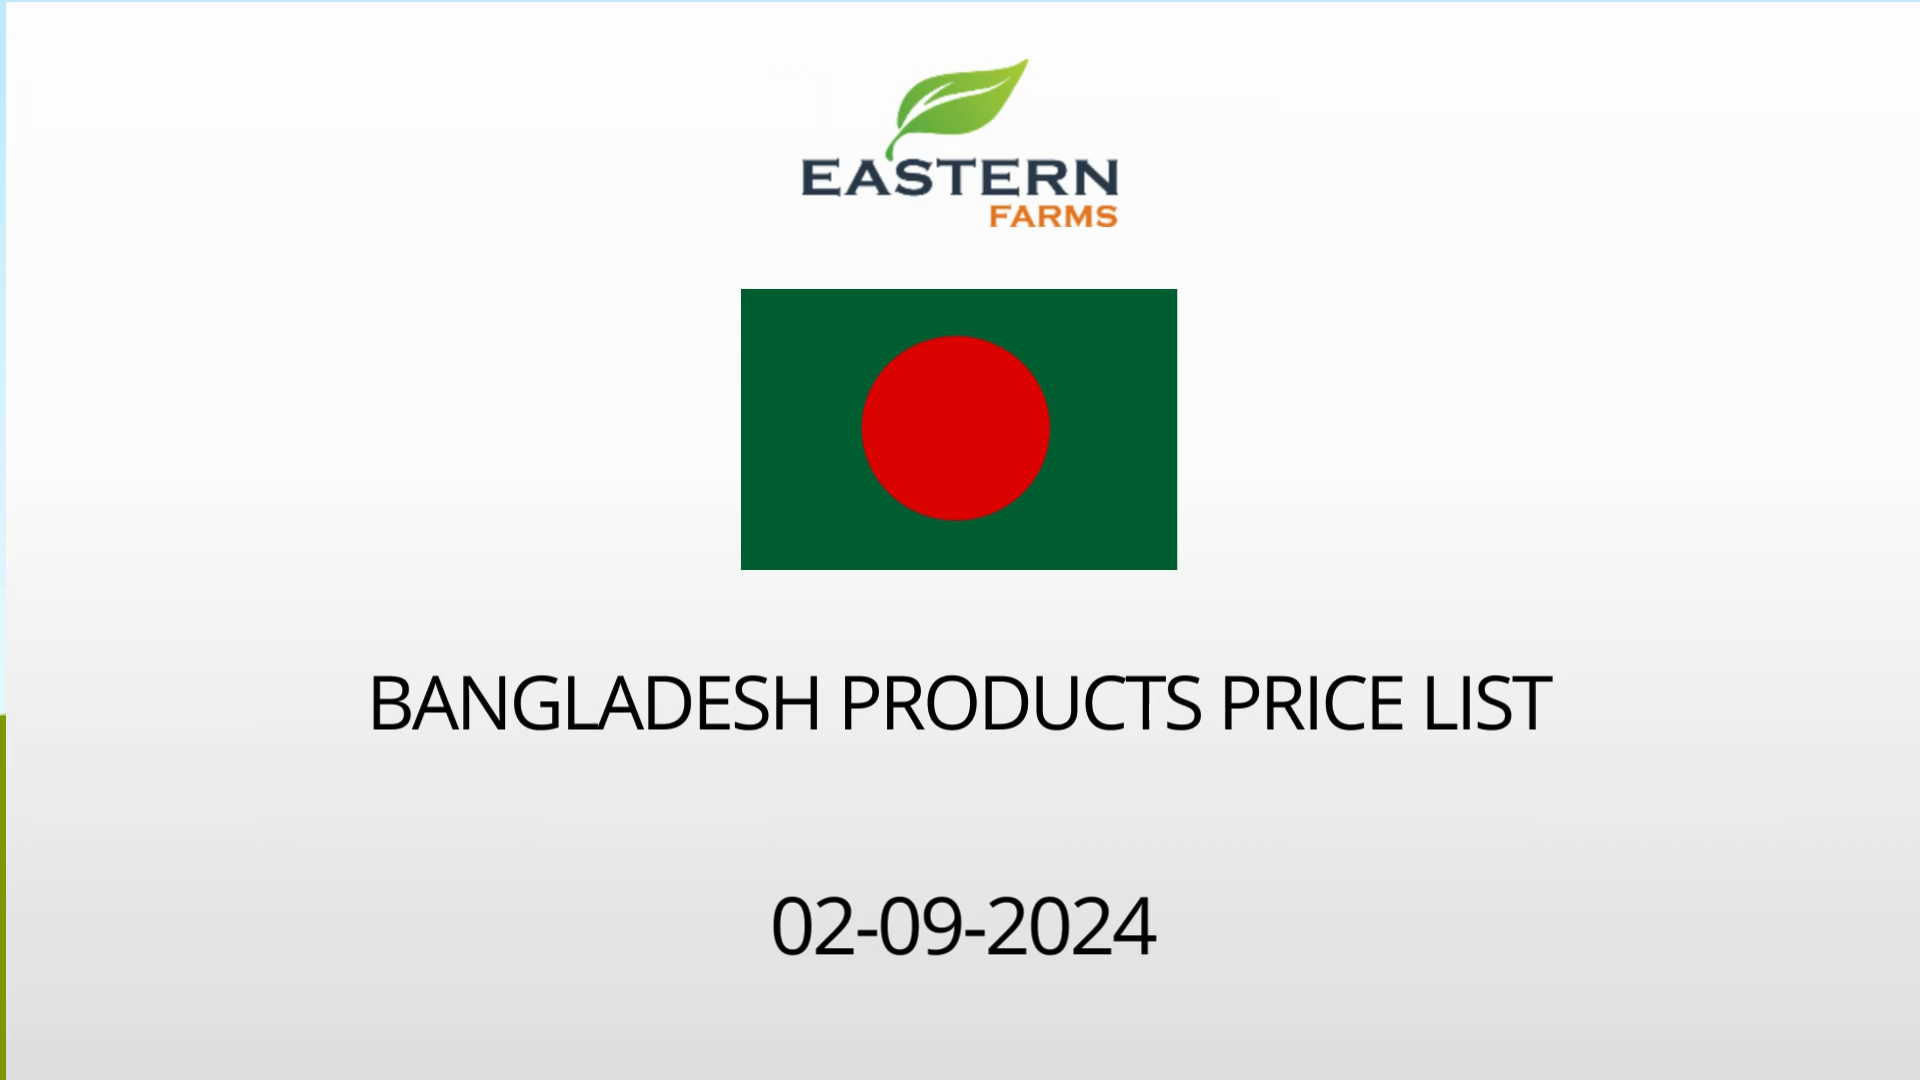 EASTERN
FARMS
BANGLADESH PRODUCTS PRICE LIST
02-09-2024